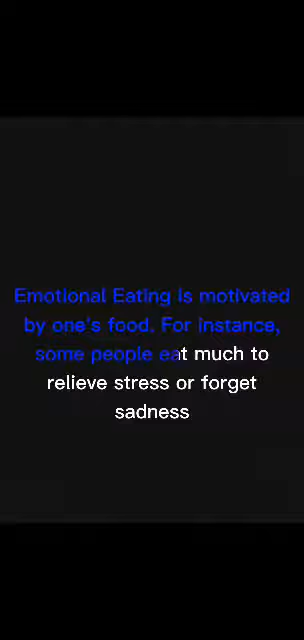 Emotional Eating is motivated
by one's food. For instance,
some people eat much to
relieve stress or forget
sadness